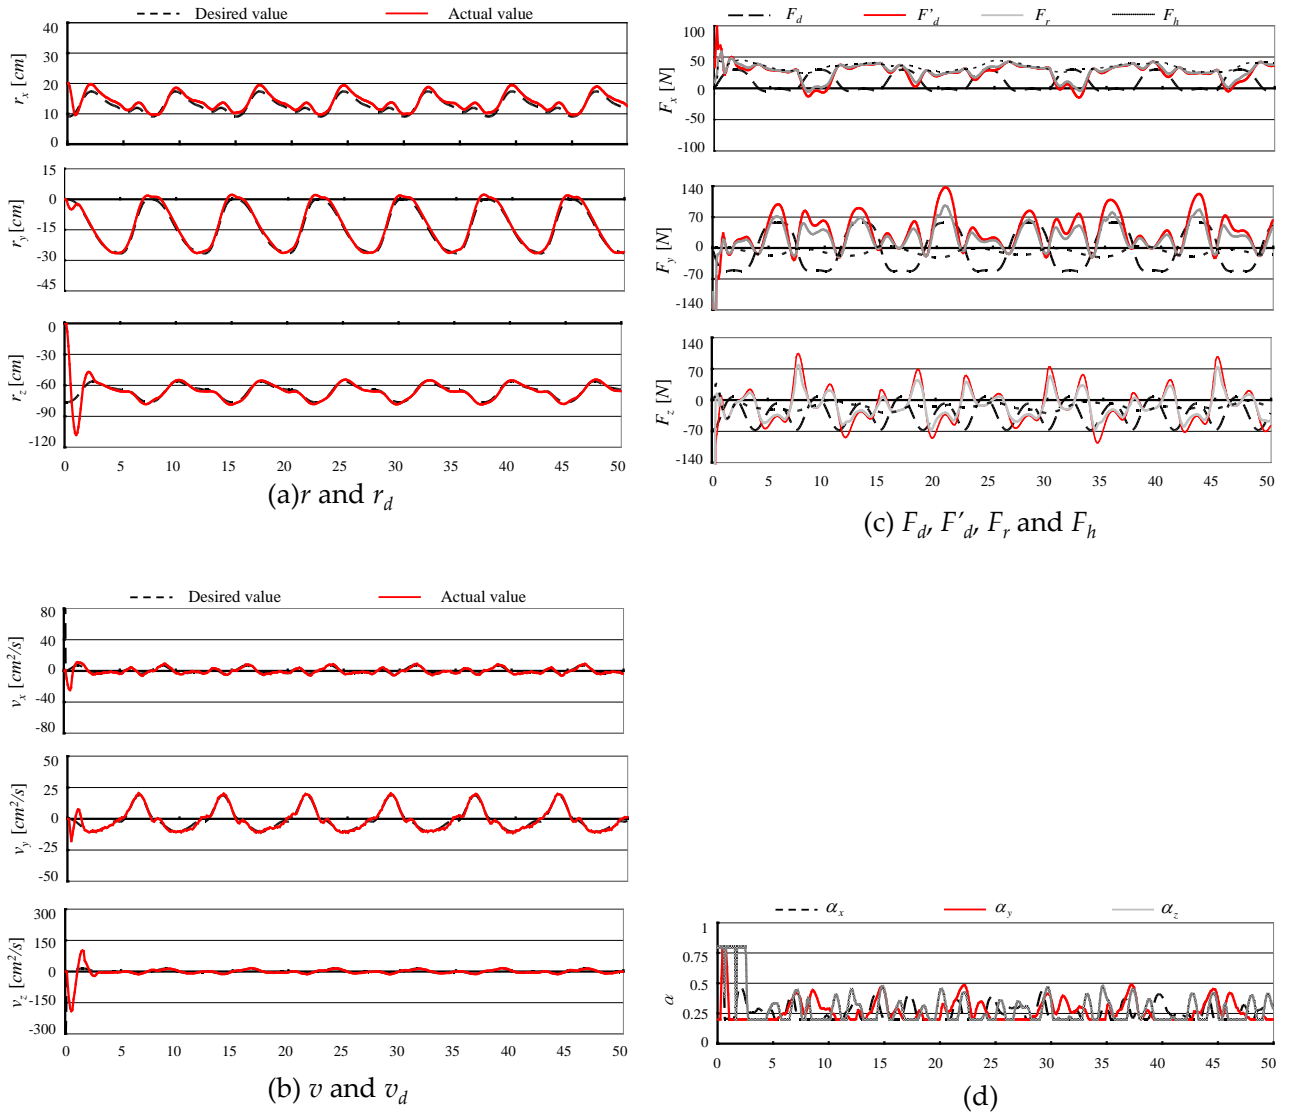 Desired value Actual value
40
30
20
10
0
r_x [cm]
15
0
-15
-30
-45
r_y [cm]
0
-30
-60
-90
-120
r_z [cm]
0 5 10 15 20 25 30 35 40 45 50
(a)r and r_d
F_d F'_d F_r F_h
100
50
0
-50
-100
F_x [N]
140
70
0
-70
-140
F_y [N]
140
70
0
-70
-140
F_z [N]
0 5 10 15 20 25 30 35 40 45 50
(c) F_d, F'_d, F_r and F_h
Desired value Actual value
80
40
0
-40
-80
v_x [cm²/s]
50
25
0
-25
-50
v_y [cm²/s]
300
150
0
-150
-300
v_z [cm²/s]
0 5 10 15 20 25 30 35 40 45 50
(b) v and v_d
α_x α_y α_z
1
0.75
0.5
0.25
0
α
0 5 10 15 20 25 30 35 40 45 50
(d)